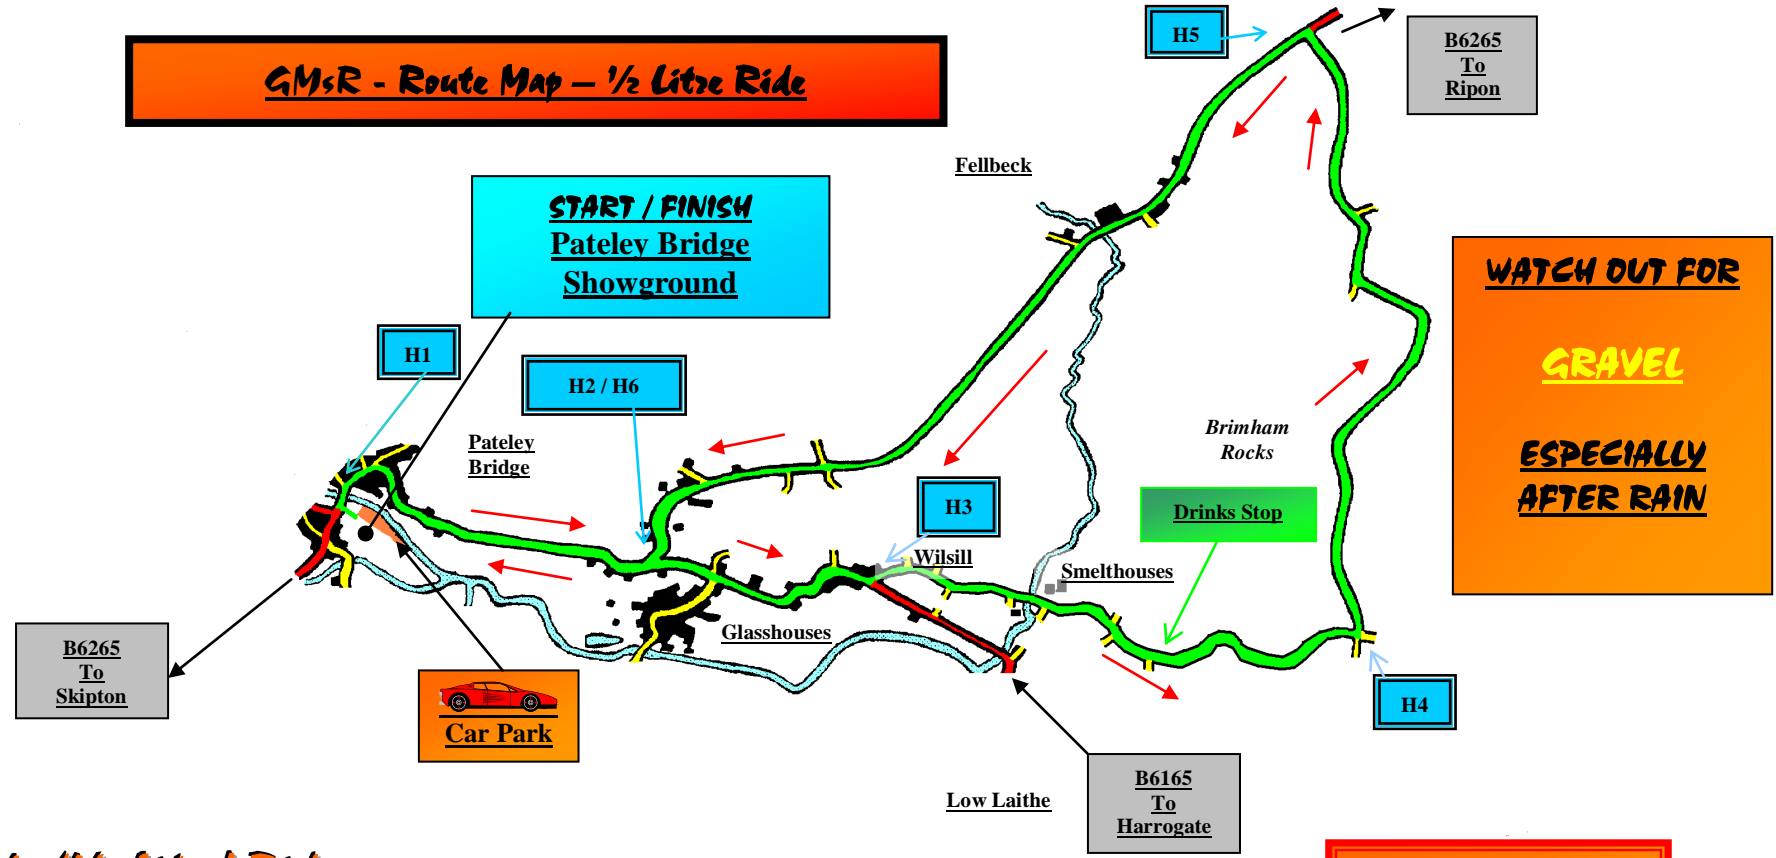 GMsR - Route Map – ½ Litre Ride
H5
B6265
To
Ripon
Fellbeck
START / FINISH
Pateley Bridge
Showground
WATCH OUT FOR
GRAVEL
ESPECIALLY
AFTER RAIN
H1
H2 / H6
Pateley
Bridge
Brimham
Rocks
H3
Drinks Stop
Wilsill
Smelthouses
Glasshouses
B6265
To
Skipton
Car Park
H4
Low Laithe
B6165
To
Harrogate